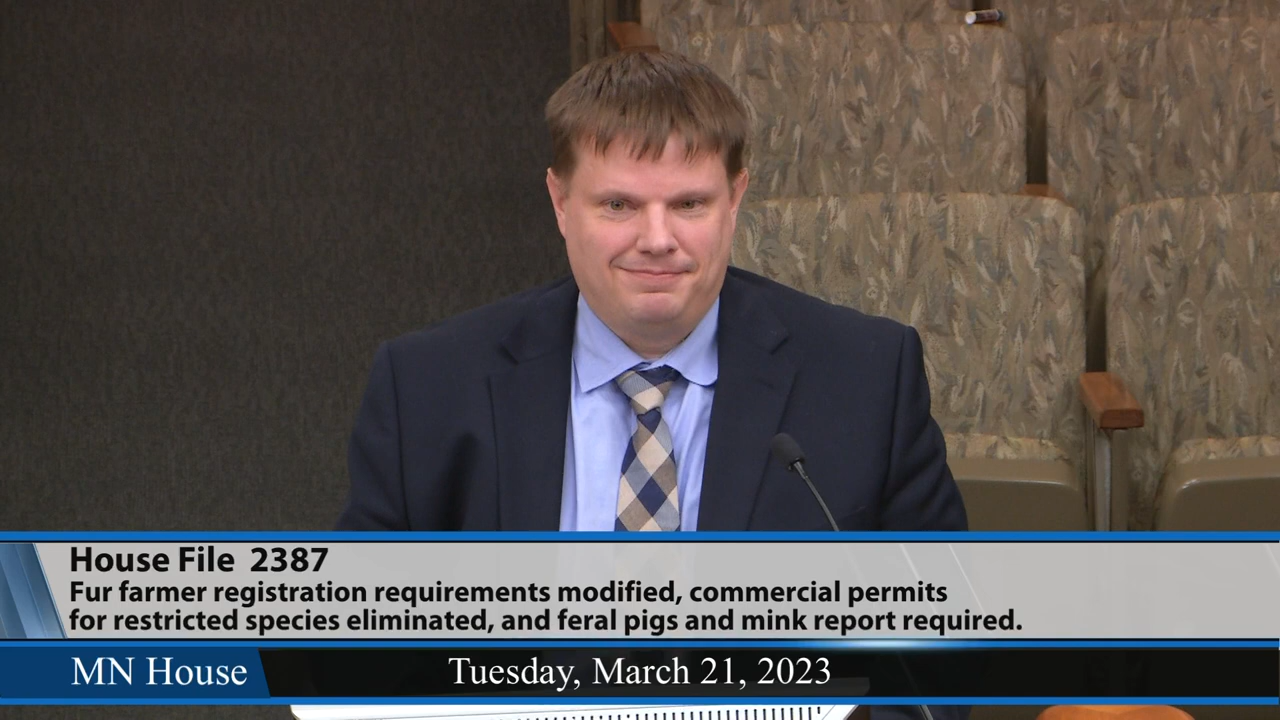 House File 2387
Fur farmer registration requirements modified, commercial permits
for restricted species eliminated, and feral pigs and mink report required.
MN House
Tuesday, March 21, 2023